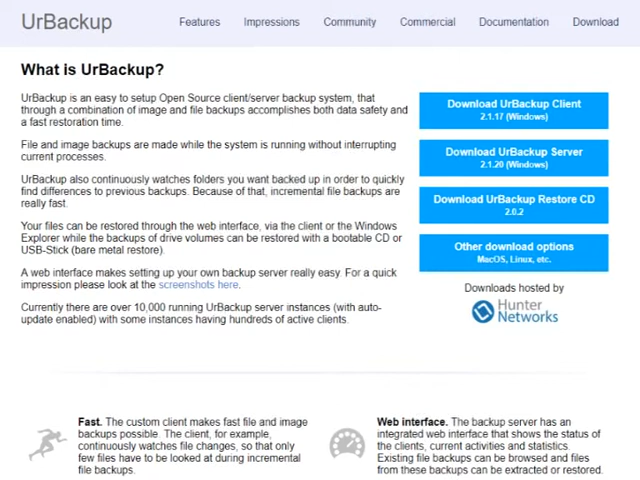 UrBackup
Features Impressions Community Commercial Documentation Download
What is UrBackup?
UrBackup is an easy to setup Open Source client/server backup system, that
through a combination of image and file backups accomplishes both data safety and
a fast restoration time.
File and image backups are made while the system is running without interrupting
current processes.
UrBackup also continuously watches folders you want backed up in order to quickly
find differences to previous backups. Because of that, incremental file backups are
really fast.
Your files can be restored through the web interface, via the client or the Windows
Explorer while the backups of drive volumes can be restored with a bootable CD or
USB-Stick (bare metal restore).
A web interface makes setting up your own backup server really easy. For a quick
impression please look at the screenshots here.
Currently there are over 10,000 running UrBackup server instances (with auto-
update enabled) with some instances having hundreds of active clients.
Download UrBackup Client
2.1.17 (Windows)
Download UrBackup Server
2.1.20 (Windows)
Download UrBackup Restore CD
2.0.2
Other download options
MacOS, Linux, etc.
Downloads hosted by
Hunter
Networks
Fast. The custom client makes fast file and image
backups possible. The client, for example,
continuously watches file changes, so that only
few files have to be looked at during incremental
file backups.
Web interface. The backup server has an
integrated web interface that shows the status of
the clients, current activities and statistics.
Existing file backups can be browsed and files
from these backups can be extracted or restored.